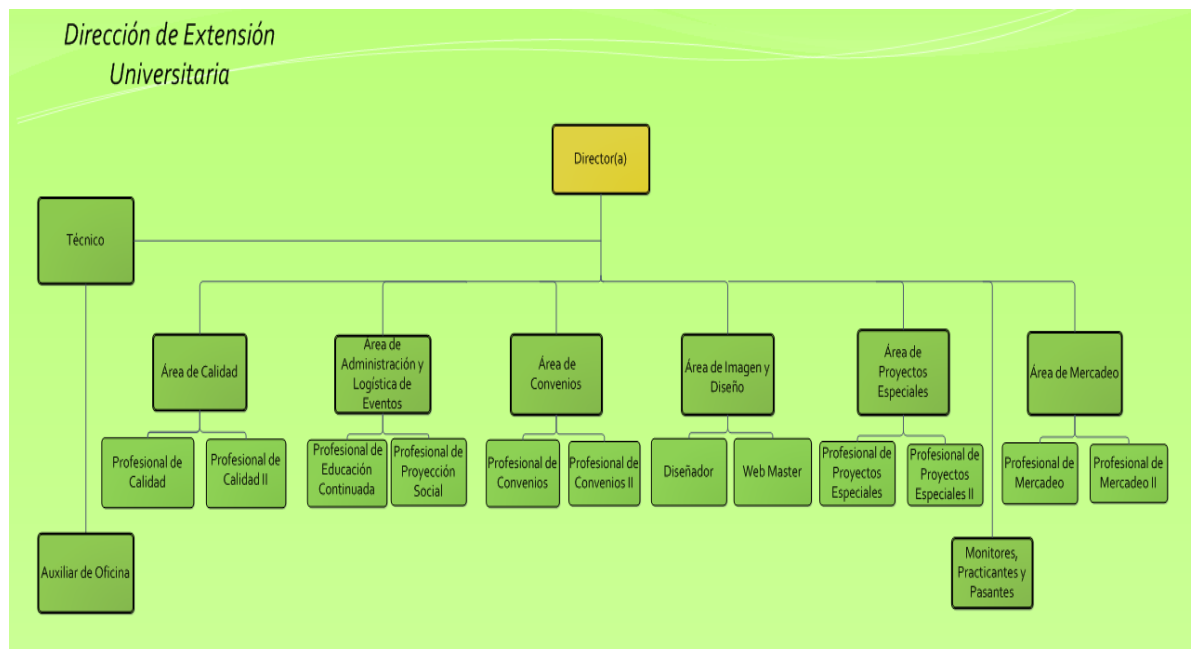 Dirección de Extensión
Universitaria
Director(a)
Técnico
Área de Calidad
Área de
Administración y
Logística de
Eventos
Área de
Convenios
Área de Imagen y
Diseño
Área de
Proyectos
Especiales
Área de Mercadeo
Profesional de
Calidad
Profesional de
Calidad II
Profesional de
Educación
Continuada
Profesional de
Proyección
Social
Profesional de
Convenios
Profesional de
Convenios II
Diseñador
Web Master
Profesional de
Proyectos
Especiales
Profesional de
Proyectos
Especiales II
Profesional de
Mercadeo
Profesional de
Mercadeo II
Auxiliar de Oficina
Monitores,
Practicantes y
Pasantes